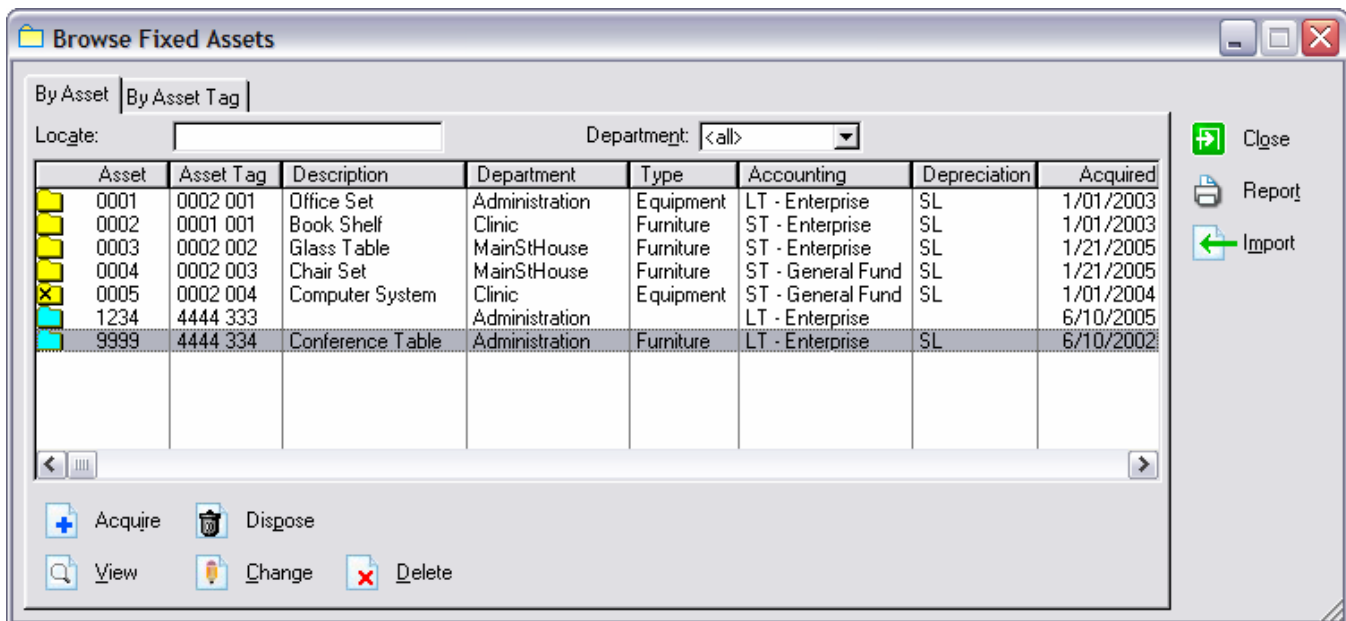 Browse Fixed Assets
By Asset By Asset Tag
Locate: Department: <all>
Close
Asset Asset Tag Description Department Type Accounting Depreciation Acquired
0001 0002 001 Office Set Administration Equipment LT - Enterprise SL 1/01/2003
Report
0002 0001 001 Book Shelf Clinic Furniture ST - Enterprise SL 1/01/2003
0003 0002 002 Glass Table MainStHouse Furniture ST - Enterprise SL 1/21/2005
Import
0004 0002 003 Chair Set MainStHouse Furniture ST - General Fund SL 1/21/2005
0005 0002 004 Computer System Clinic Equipment ST - General Fund SL 1/01/2004
1234 4444 333 Administration LT - Enterprise 6/10/2005
9999 4444 334 Conference Table Administration Furniture LT - Enterprise SL 6/10/2002
Acquire Dispose
View Change Delete